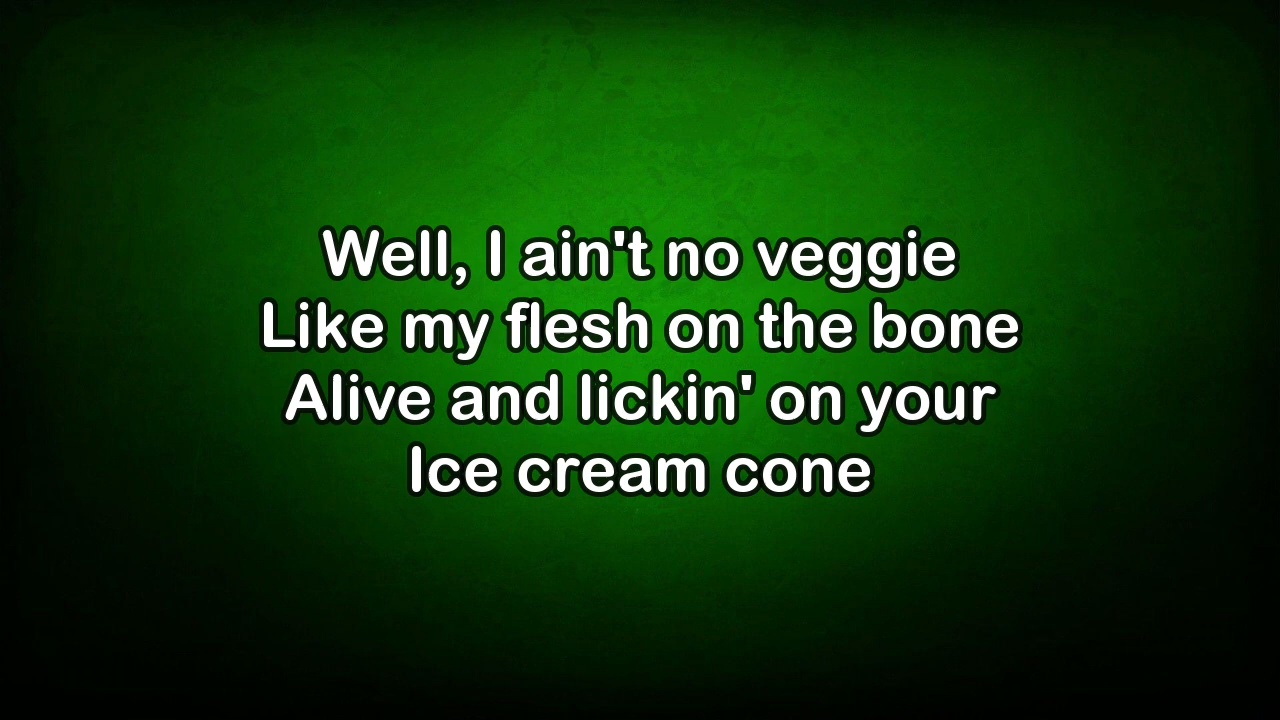 Well, I ain't no veggie
Like my flesh on the bone
Alive and lickin' on your
Ice cream cone